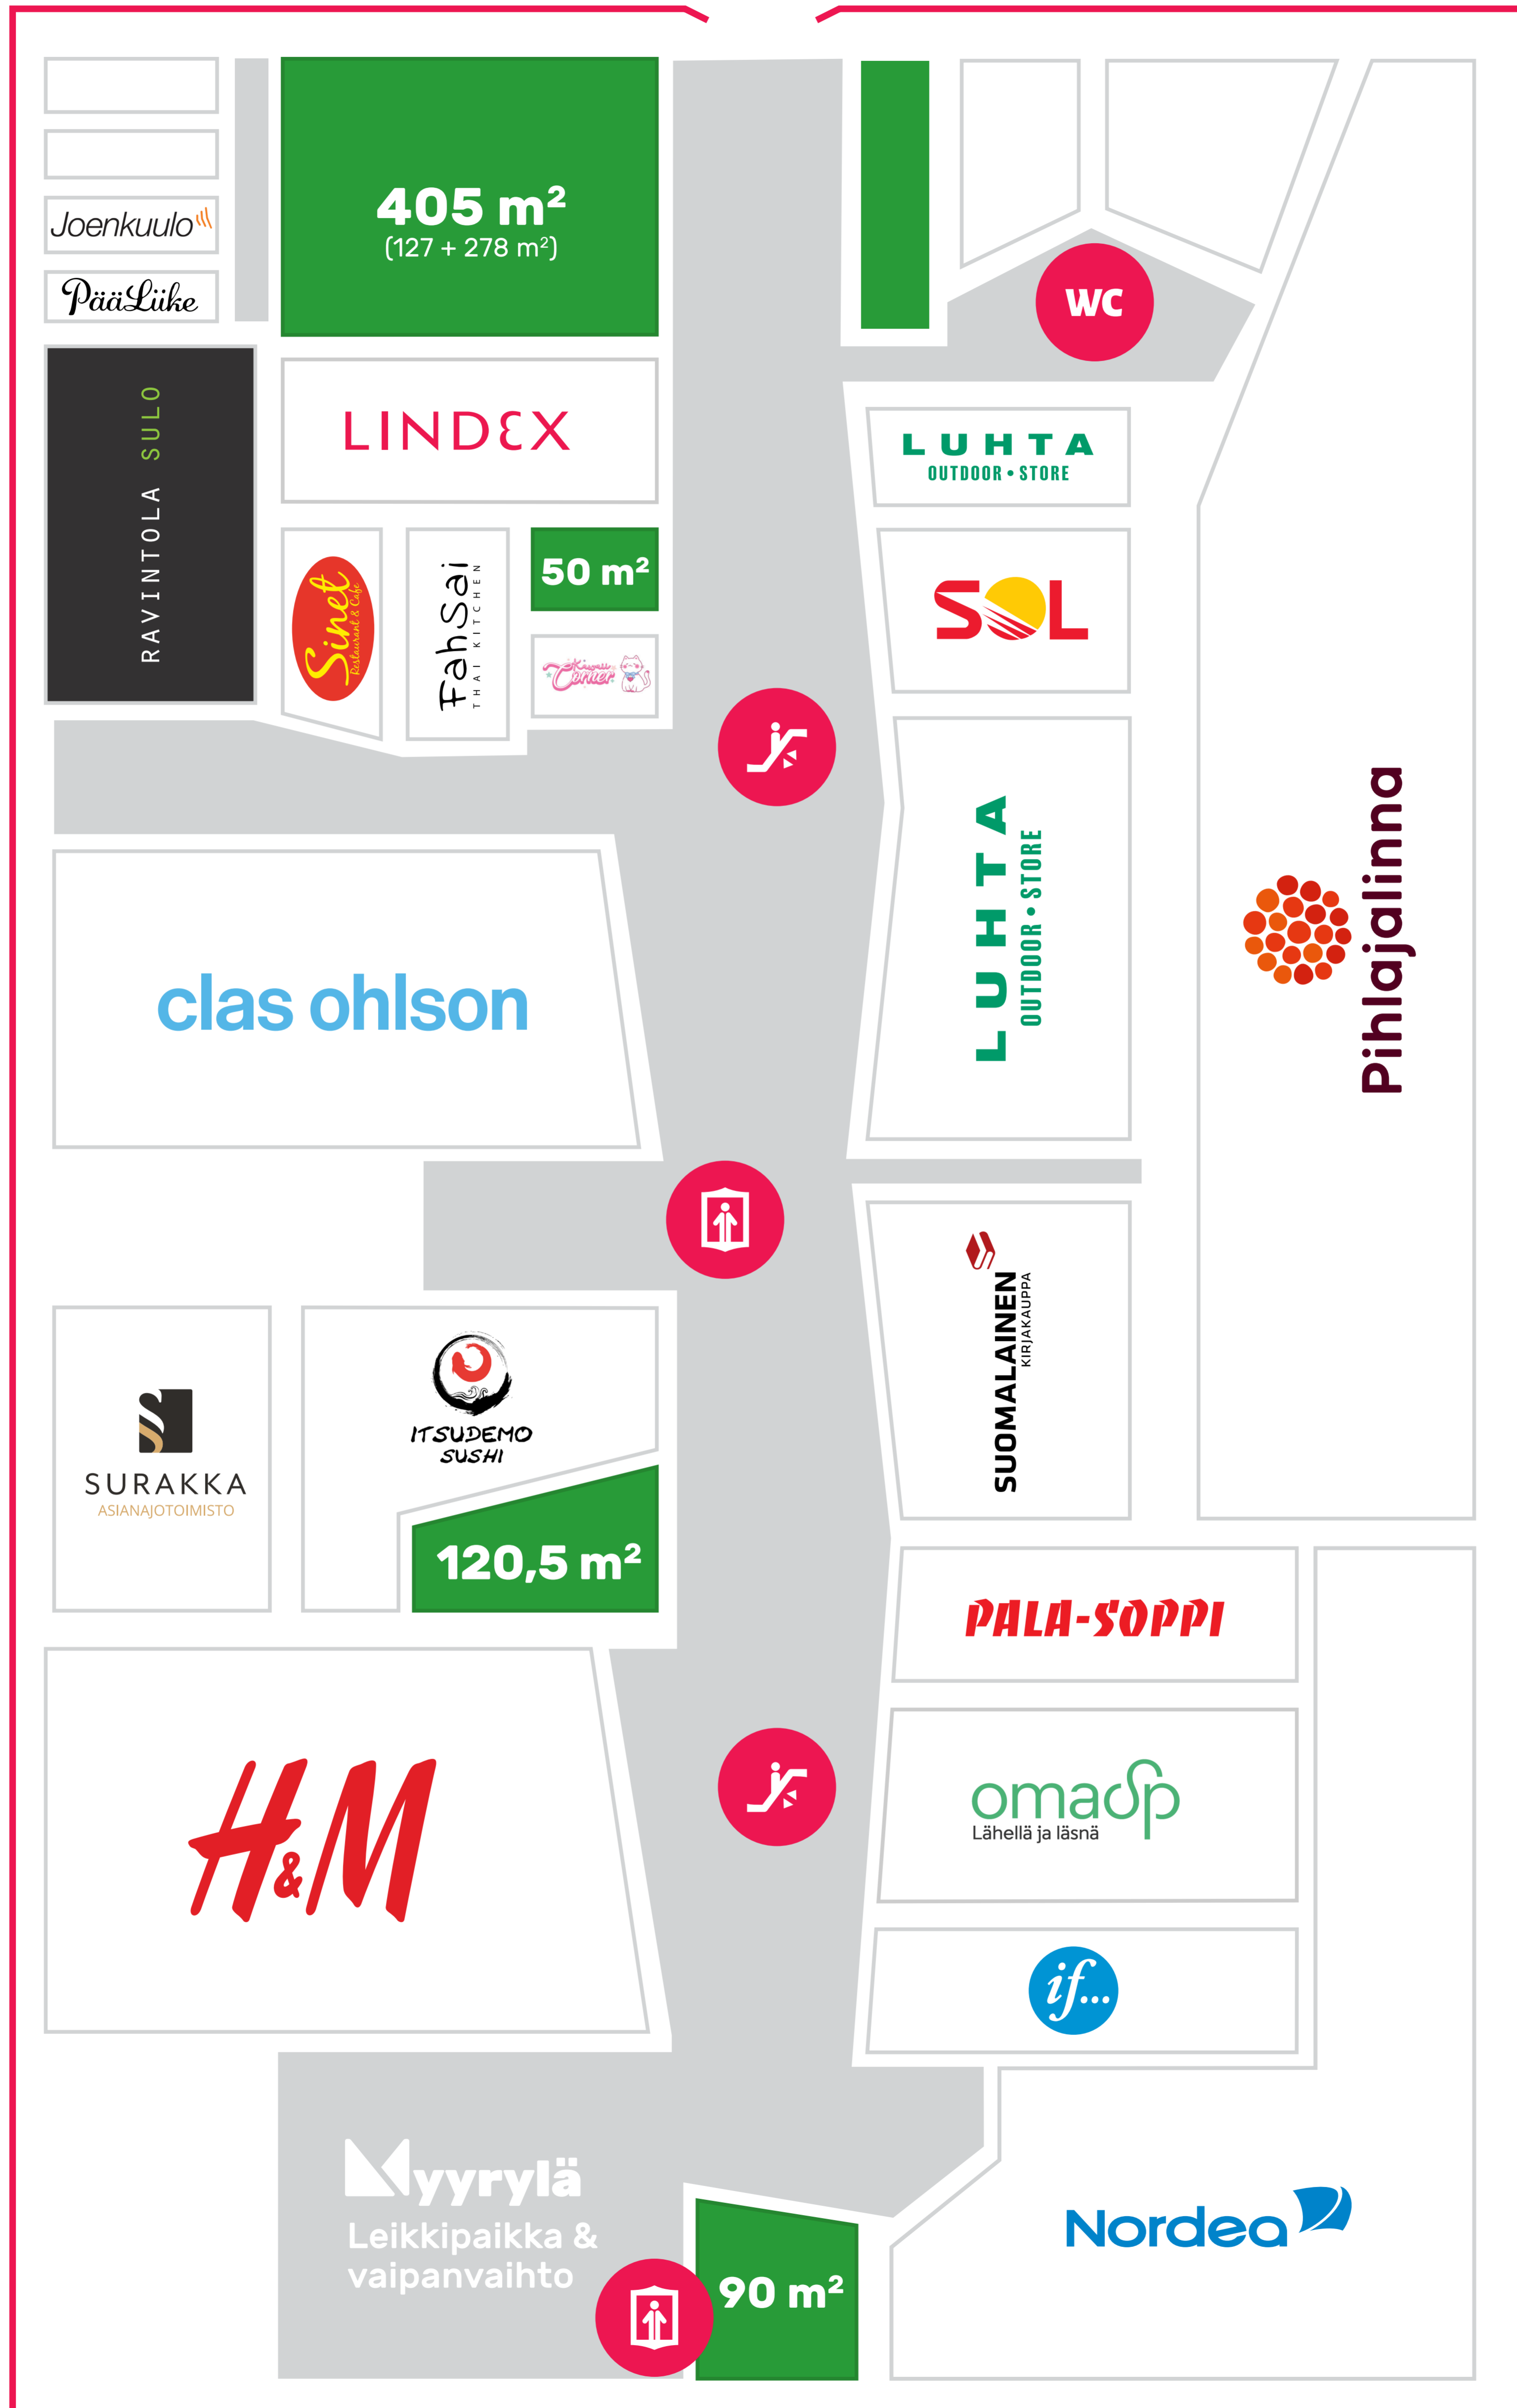 405 m²
(127 + 278 m²)
Joenkuulo
PääLiike
WC
RAVINTOLA SULO
LINDEX
LUHTA
OUTDOOR • STORE
Sinet
Restaurant & Cafe
FahSai
THAI KITCHEN
50 m²
Kiwaii
Corner
SOL
LUHTA
OUTDOOR • STORE
Pihlajalinna
clas ohlson
SUOMALAINEN
KIRJAKAUPPA
ITSUDEMO
SUSHI
SURAKKA
ASIANAJOTOIMISTO
120,5 m²
PALA-SOPPI
H&M
omasp
Lähellä ja läsnä
if...
Myyrylä
Leikkipaikka &
vaipanvaihto
90 m²
Nordea